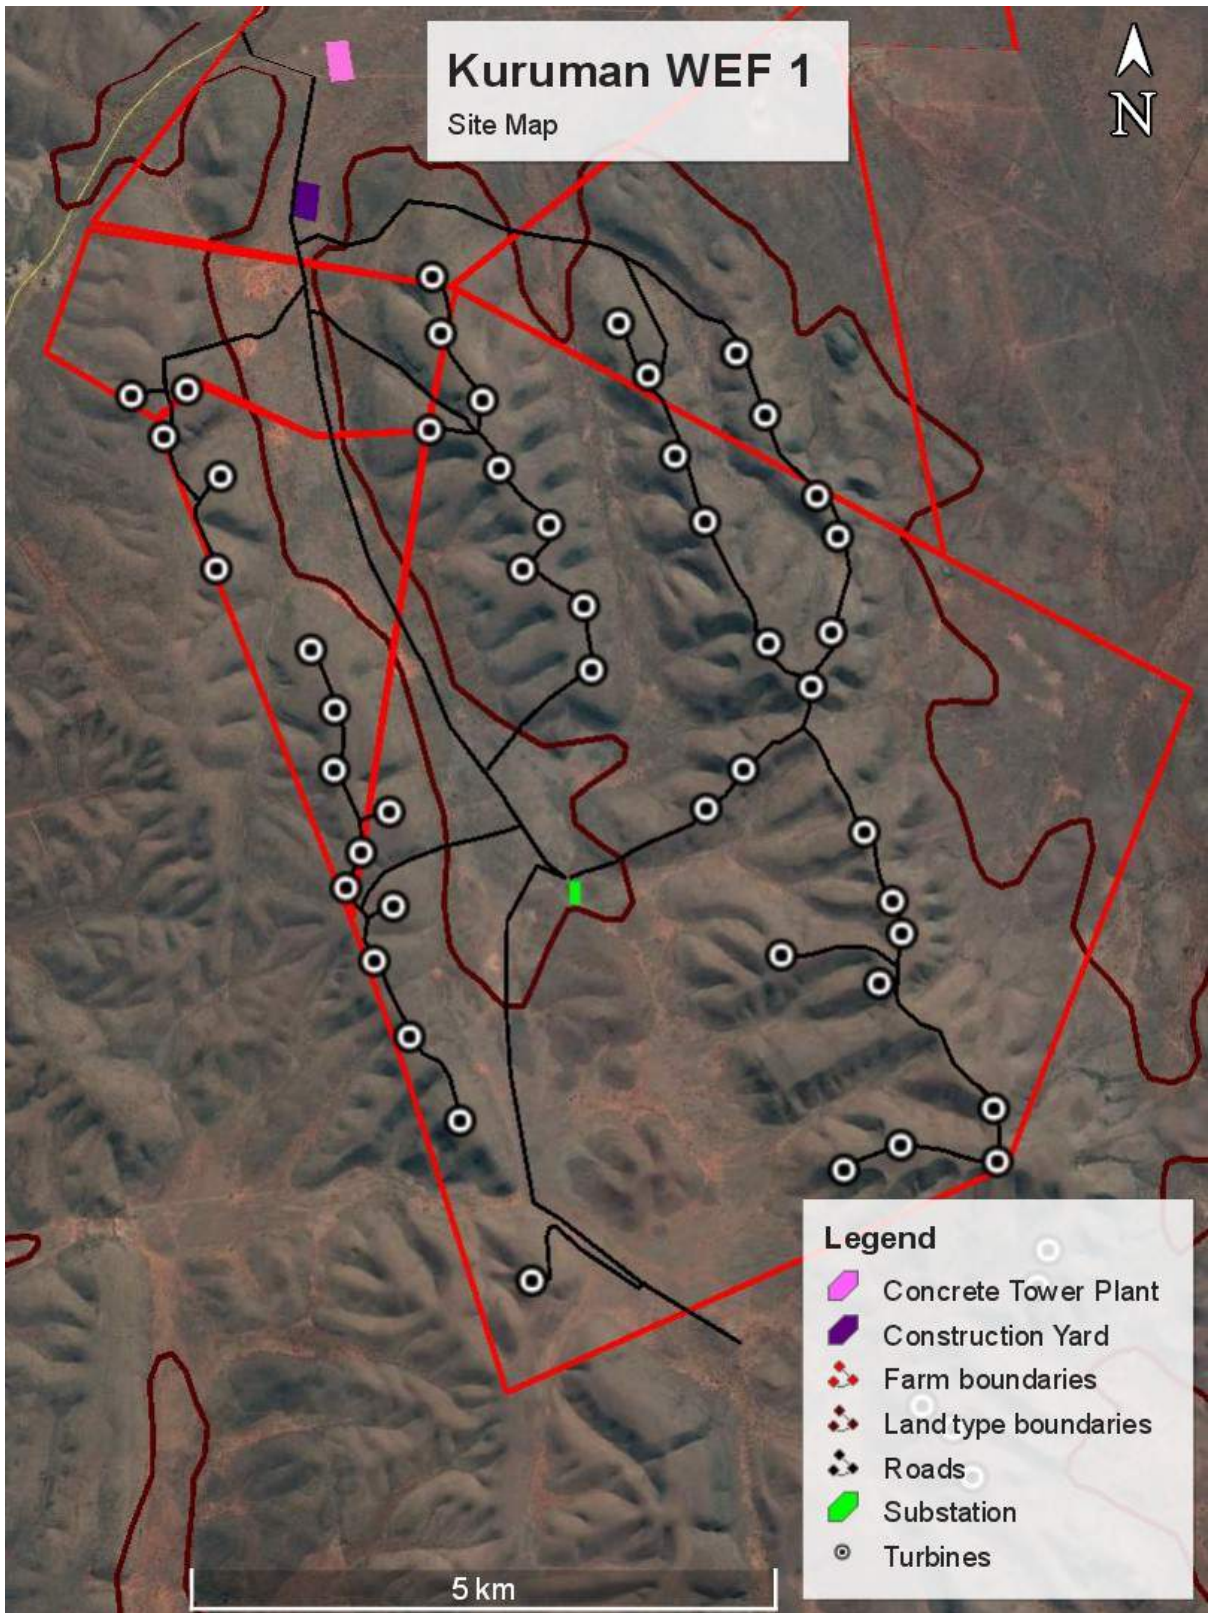 Kuruman WEF 1
Site Map
N
Legend
Concrete Tower Plant
Construction Yard
Farm boundaries
Land type boundaries
Roads
Substation
Turbines
5 km